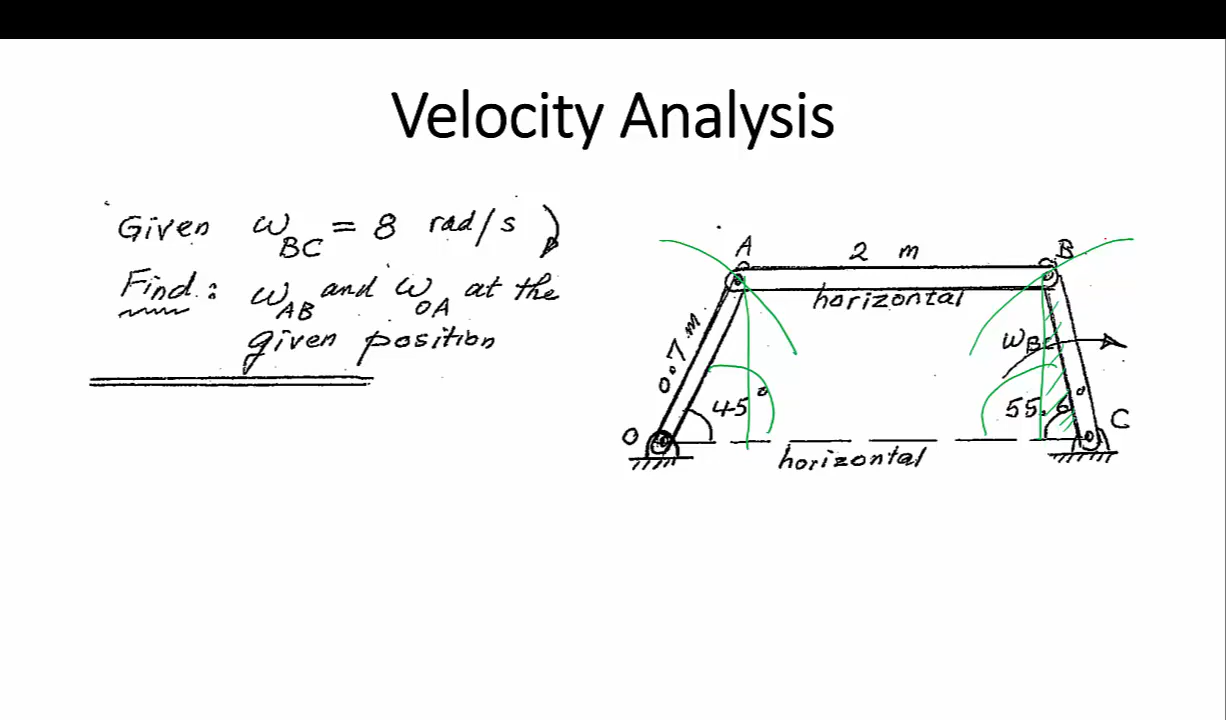 Velocity Analysis
Given ω_BC = 8 rad/s
Find: ω_AB and ω_OA at the
given position
A 2 m B
horizontal
0.7 m
ω_BC
45° 55.6°
O C
horizontal